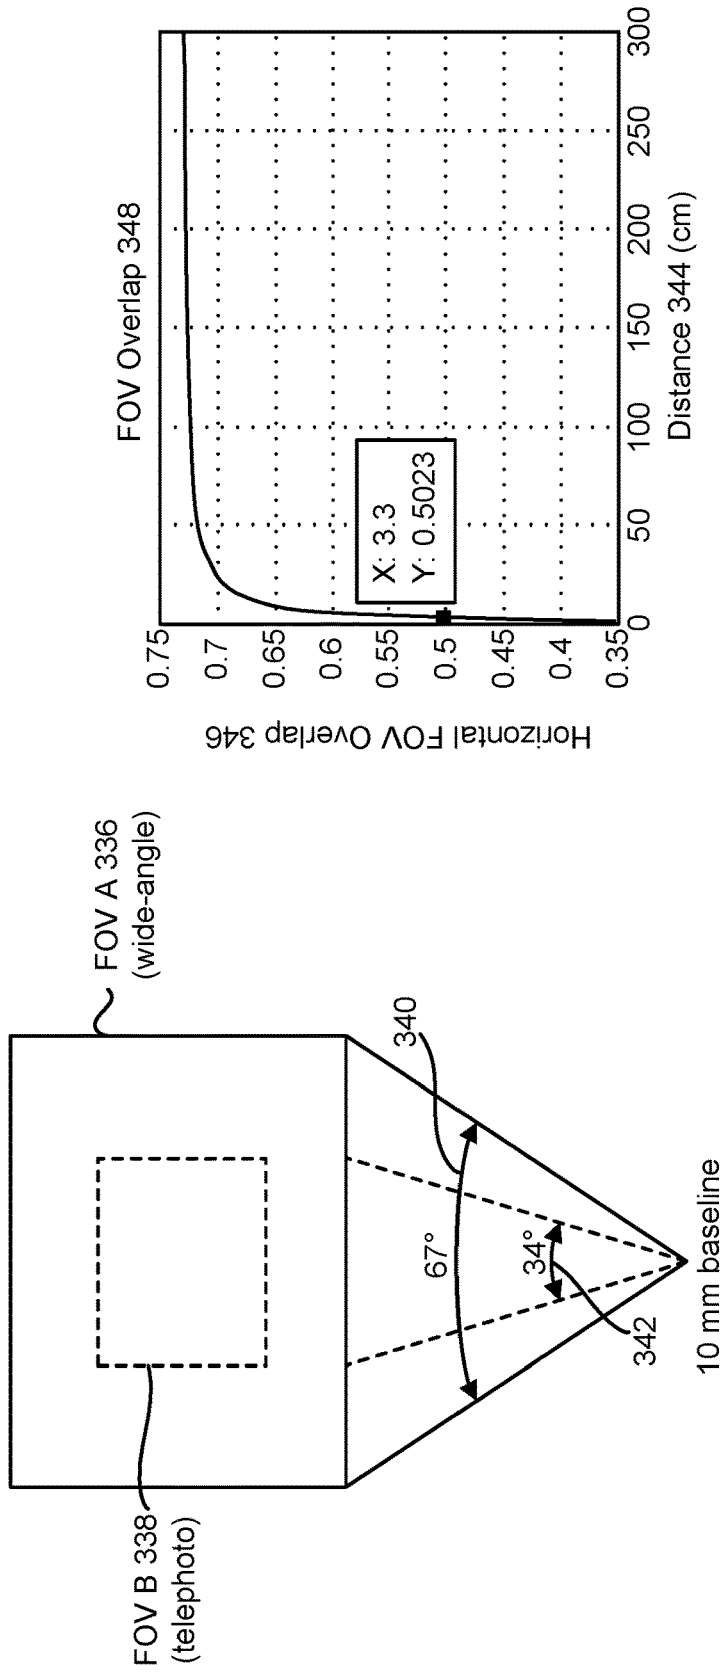 FOV A 336
(wide-angle)
FOV B 338
(telephoto)
340
67°
34°
342
10 mm baseline
FOV Overlap 348
Horizontal FOV Overlap 346
0.75
0.7
0.65
0.6
0.55
0.5
0.45
0.4
0.35
X: 3.3
Y: 0.5023
0
50
100
150
200
250
300
Distance 344 (cm)